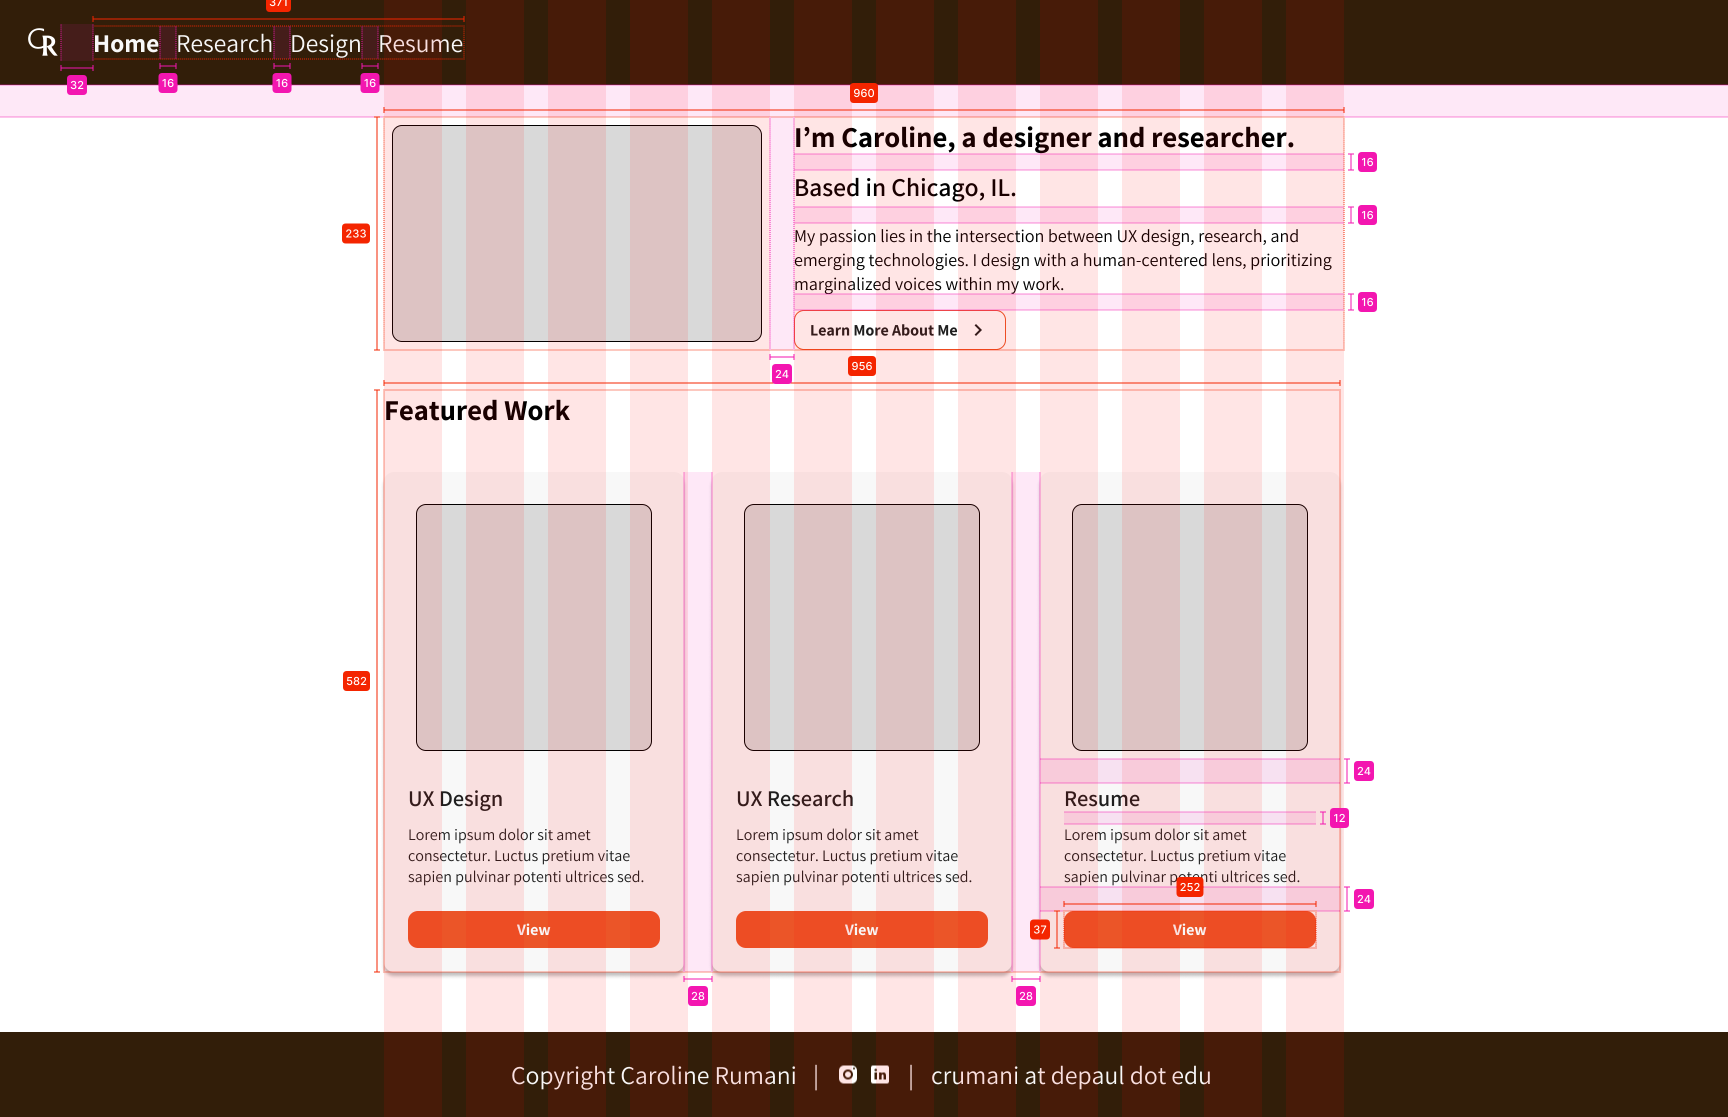 371
CR Home Research Design Resume
32 16 16 16
960
I’m Caroline, a designer and researcher.
16
Based in Chicago, IL.
16
233
My passion lies in the intersection between UX design, research, and
emerging technologies. I design with a human-centered lens, prioritizing
marginalized voices within my work.
16
Learn More About Me
956
24
Featured Work
582
24
UX Design
Lorem ipsum dolor sit amet
consectetur. Luctus pretium vitae
sapien pulvinar potenti ultrices sed.
View
UX Research
Lorem ipsum dolor sit amet
consectetur. Luctus pretium vitae
sapien pulvinar potenti ultrices sed.
View
Resume
12
Lorem ipsum dolor sit amet
consectetur. Luctus pretium vitae
sapien pulvinar potenti ultrices sed.
252
24
37
View
28 28
Copyright Caroline Rumani | in | crumani at depaul dot edu